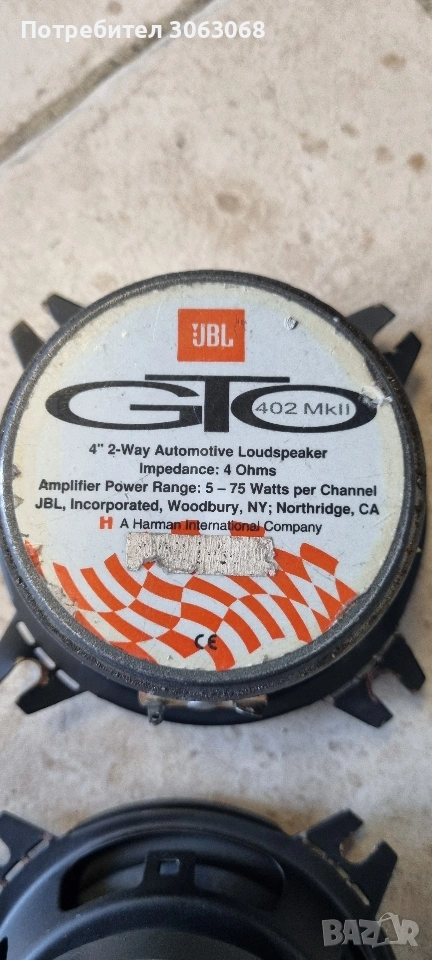 Потребител 3063068
JBL
GTO
402 MkII
4" 2-Way Automotive Loudspeaker
Impedance: 4 Ohms
Amplifier Power Range: 5 – 75 Watts per Channel
JBL, Incorporated, Woodbury, NY; Northridge, CA
H A Harman International Company
CE
BAZAR